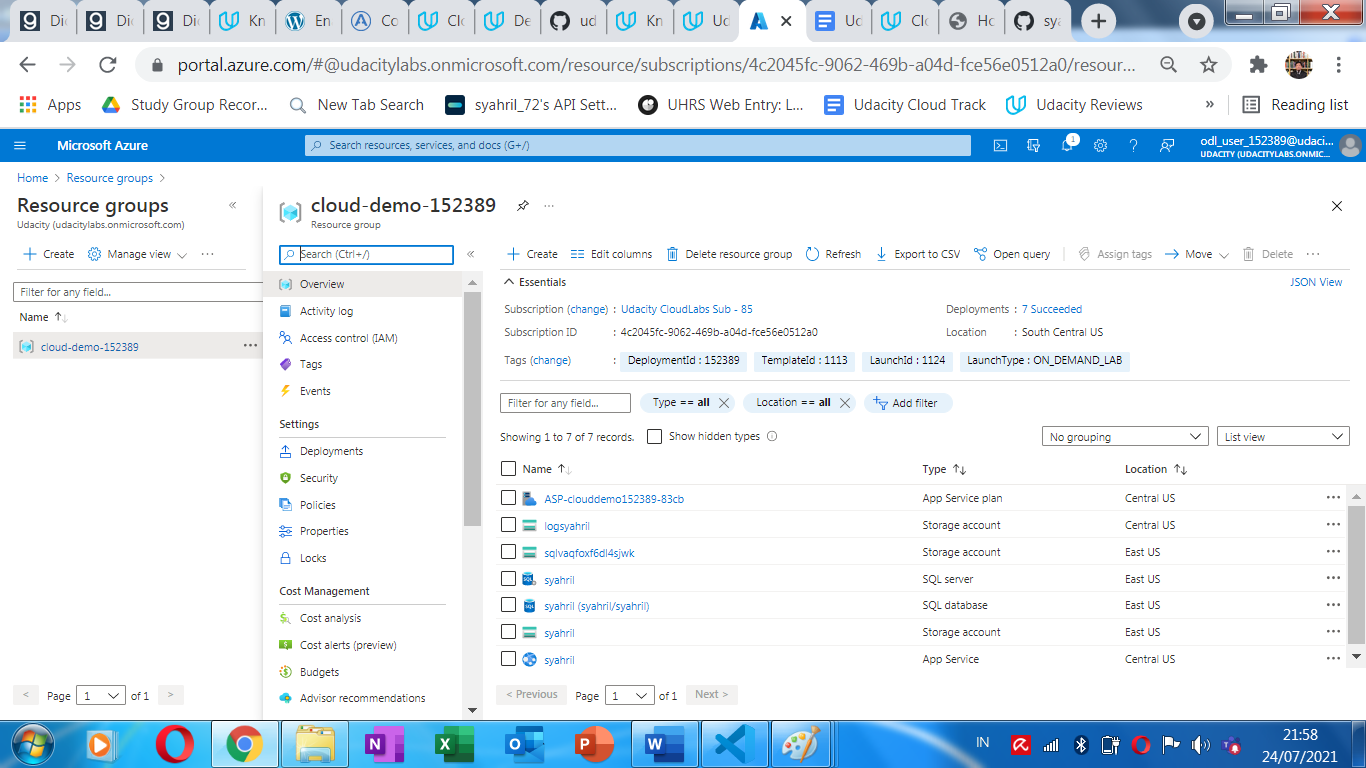 Dic
Dic
Dic
Kn
En
Co
Clo
De
ud
Kn
Ud
Ud
Clo
Ho
sya
portal.azure.com/#@udacitylabs.onmicrosoft.com/resource/subscriptions/4c2045fc-9062-469b-a04d-fce56e0512a0/resour...
Apps
Study Group Recor...
New Tab Search
syahril_72's API Sett...
UHRS Web Entry: L...
Udacity Cloud Track
Udacity Reviews
»
Reading list
Microsoft Azure
Search resources, services, and docs (G+/)
1
odl_user_152389@udaci...
UDACITY (UDACITYLABS.ONMIC...
Home > Resource groups >
Resource groups
Udacity (udacitylabs.onmicrosoft.com)
Create
Manage view
Filter for any field...
Name
cloud-demo-152389
< Page 1 of 1 >
cloud-demo-152389
Resource group
Search (Ctrl+/)
Overview
Activity log
Access control (IAM)
Tags
Events
Settings
Deployments
Security
Policies
Properties
Locks
Cost Management
Cost analysis
Cost alerts (preview)
Budgets
Advisor recommendations
Create
Edit columns
Delete resource group
Refresh
Export to CSV
Open query
Assign tags
Move
Delete
Essentials
JSON View
Subscription (change) : Udacity CloudLabs Sub - 85
Deployments : 7 Succeeded
Subscription ID : 4c2045fc-9062-469b-a04d-fce56e0512a0
Location : South Central US
Tags (change) : DeploymentId : 152389 TemplateId : 1113 LaunchId : 1124 LaunchType : ON_DEMAND_LAB
Filter for any field...
Type == all
Location == all
Add filter
Showing 1 to 7 of 7 records.
Show hidden types
No grouping
List view
Name Type Location
ASP-clouddemo152389-83cb App Service plan Central US
logsyahril Storage account Central US
sqlvaqfoxf6dl4sjwk Storage account East US
syahril SQL server East US
syahril (syahril/syahril) SQL database East US
syahril Storage account East US
syahril App Service Central US
< Previous Page 1 of 1 Next >
IN
21:58
24/07/2021